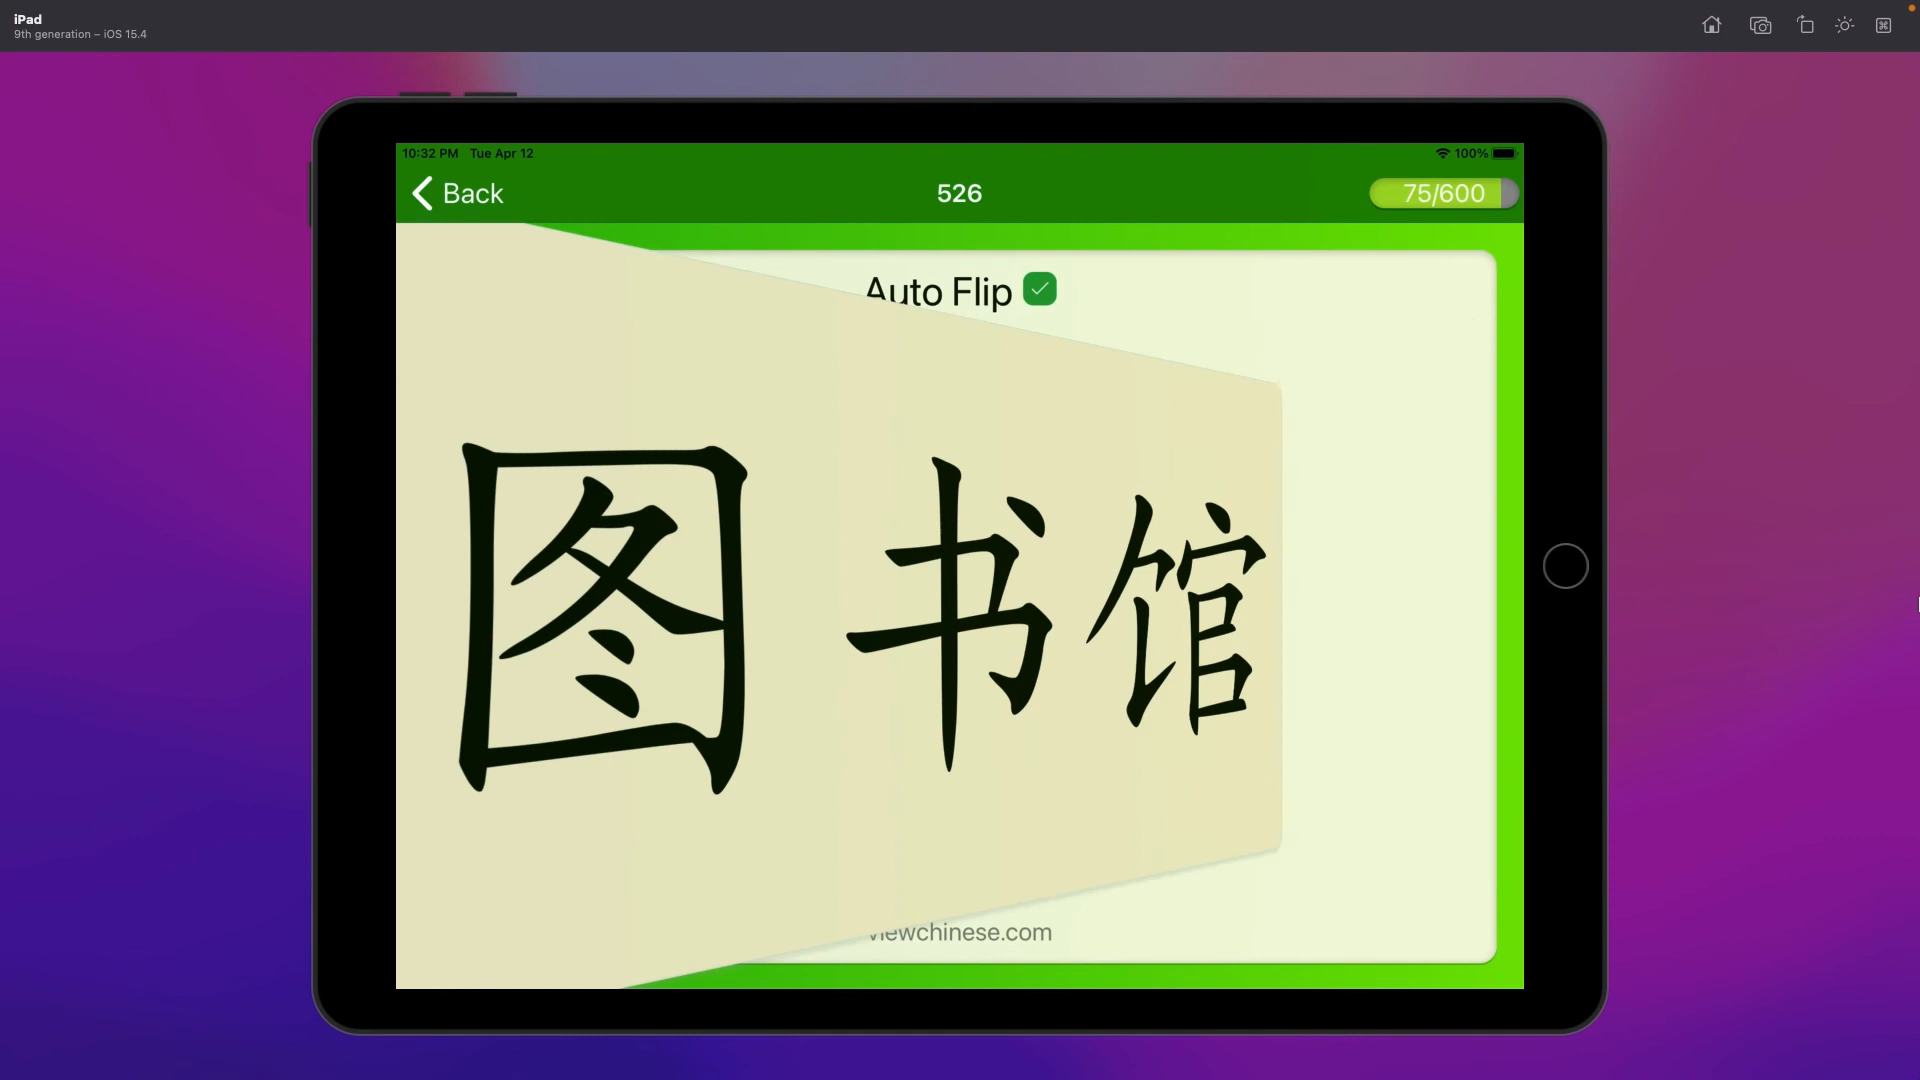 iPad
9th generation – iOS 15.4
10:32 PM Tue Apr 12
100%
Back
526
75/600
Auto Flip
图书馆
viewchinese.com